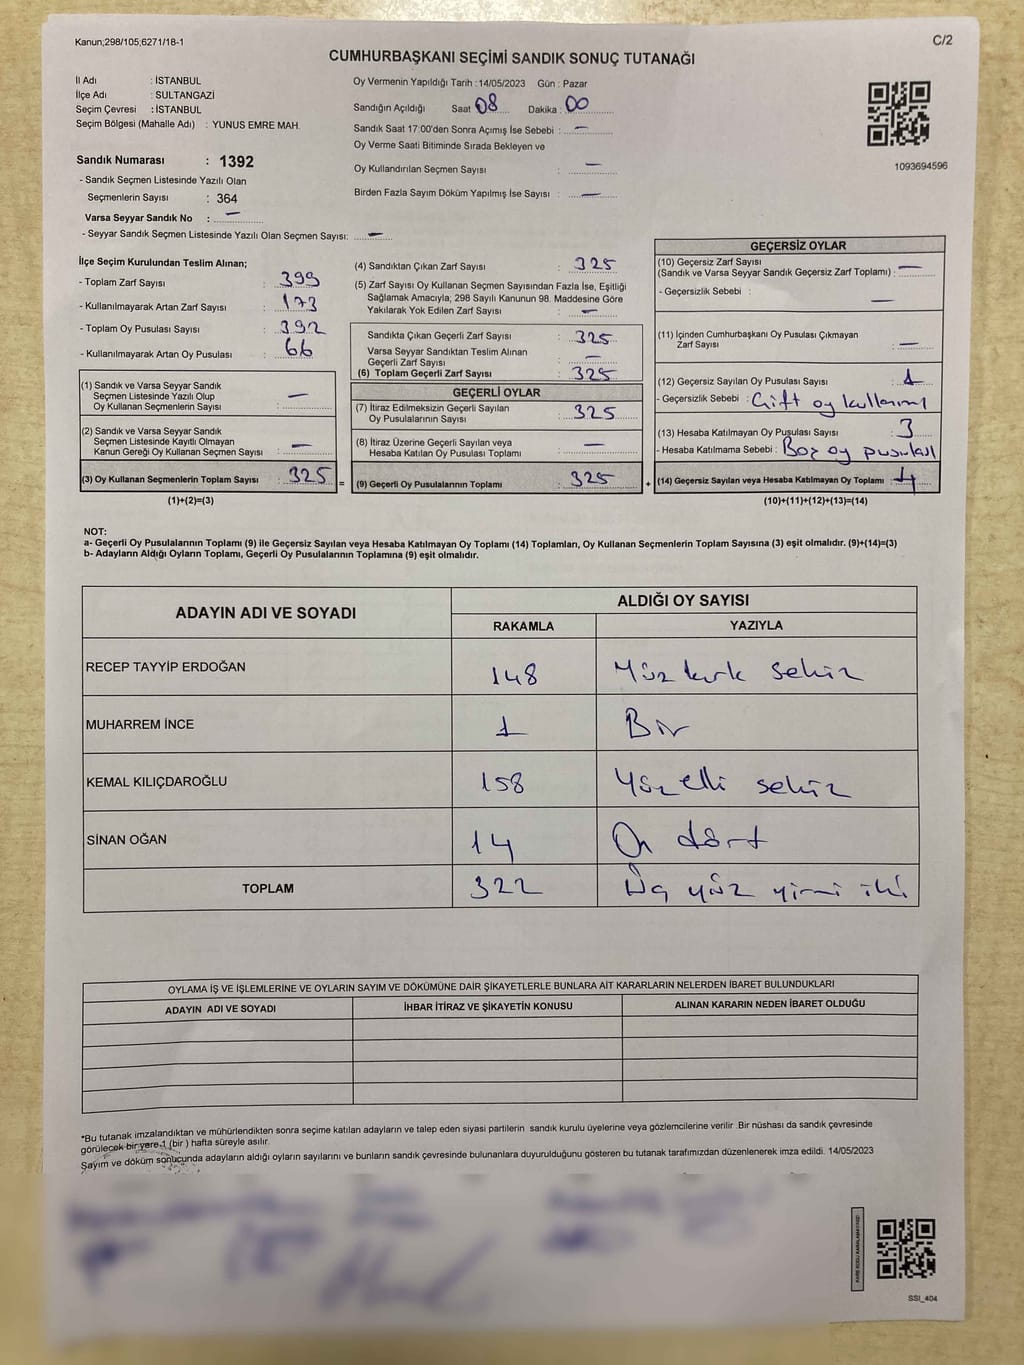 Kanun;298/105;6271/18-1
C/2
CUMHURBAŞKANI SEÇİMİ SANDIK SONUÇ TUTANAĞI
İl Adı : İSTANBUL
İlçe Adı : SULTANGAZİ
Seçim Çevresi : İSTANBUL
Seçim Bölgesi (Mahalle Adı) : YUNUS EMRE MAH.
Oy Vermenin Yapıldığı Tarih : 14/05/2023 Gün : Pazar
Sandığın Açıldığı Saat 08 Dakika : 00
Sandık Saat 17:00'den Sonra Açımış İse Sebebi : —
Oy Verme Saati Bitiminde Sırada Bekleyen ve
Oy Kullandırılan Seçmen Sayısı : —
Birden Fazla Sayım Döküm Yapılmış İse Sayısı : —
1093694596
Sandık Numarası : 1392
- Sandık Seçmen Listesinde Yazılı Olan
Seçmenlerin Sayısı : 364
Varsa Seyyar Sandık No : —
- Seyyar Sandık Seçmen Listesinde Yazılı Olan Seçmen Sayısı: —
İlçe Seçim Kurulundan Teslim Alınan;
- Toplam Zarf Sayısı : 399
- Kullanılmayarak Artan Zarf Sayısı : 173
- Toplam Oy Pusulası Sayısı : 392
- Kullanılmayarak Artan Oy Pusulası : 66
(1) Sandık ve Varsa Seyyar Sandık
Seçmen Listesinde Yazılı Olup
Oy Kullanan Seçmenlerin Sayısı : —
(2) Sandık ve Varsa Seyyar Sandık
Seçmen Listesinde Kayıtlı Olmayan
Kanun Gereği Oy Kullanan Seçmen Sayısı : —
(3) Oy Kullanan Seçmenlerin Toplam Sayısı : 325
(1)+(2)=(3)
(4) Sandıktan Çıkan Zarf Sayısı : 325
(5) Zarf Sayısı Oy Kullanan Seçmen Sayısından Fazla İse, Eşitliği
Sağlamak Amacıyla; 298 Sayılı Kanunun 98. Maddesine Göre
Yakılarak Yok Edilen Zarf Sayısı : —
Sandıkta Çıkan Geçerli Zarf Sayısı : 325
Varsa Seyyar Sandıktan Teslim Alınan
Geçerli Zarf Sayısı : —
(6) Toplam Geçerli Zarf Sayısı : 325
GEÇERLİ OYLAR
(7) İtiraz Edilmeksizin Geçerli Sayılan
Oy Pusulalarının Sayısı : 325
(8) İtiraz Üzerine Geçerli Sayılan veya
Hesaba Katılan Oy Pusulası Toplamı : —
= (9) Geçerli Oy Pusulalarının Toplamı : 325 +
GEÇERSİZ OYLAR
(10) Geçersiz Zarf Sayısı
(Sandık ve Varsa Seyyar Sandık Geçersiz Zarf Toplamı) : —
- Geçersizlik Sebebi : —
(11) İçinden Cumhurbaşkanı Oy Pusulası Çıkmayan
Zarf Sayısı : —
(12) Geçersiz Sayılan Oy Pusulası Sayısı : 1
- Geçersizlik Sebebi : Çift oy kullanımı
(13) Hesaba Katılmayan Oy Pusulası Sayısı : 3
- Hesaba Katılmama Sebebi : Boş oy pusulası
(14) Geçersiz Sayılan veya Hesaba Katılmayan Oy Toplamı : 4
(10)+(11)+(12)+(13)=(14)
NOT:
a- Geçerli Oy Pusulalarının Toplamı (9) ile Geçersiz Sayılan veya Hesaba Katılmayan Oy Toplamı (14) Toplamları, Oy Kullanan Seçmenlerin Toplam Sayısına (3) eşit olmalıdır. (9)+(14)=(3)
b- Adayların Aldığı Oyların Toplamı, Geçerli Oy Pusulalarının Toplamına (9) eşit olmalıdır.
ADAYIN ADI VE SOYADI
ALDIĞI OY SAYISI
RAKAMLA YAZIYLA
RECEP TAYYİP ERDOĞAN 148 Yüz kırk sekiz
MUHARREM İNCE 1 Bir
KEMAL KILIÇDAROĞLU 158 Yüz elli sekiz
SİNAN OĞAN 14 On dört
TOPLAM 322 Üç yüz yirmi iki
OYLAMA İŞ VE İŞLEMLERİNE VE OYLARIN SAYIM VE DÖKÜMÜNE DAİR ŞİKAYETLERLE BUNLARA AİT KARARLARIN NELERDEN İBARET BULUNDUKLARI
ADAYIN ADI VE SOYADI İHBAR İTİRAZ VE ŞİKAYETİN KONUSU ALINAN KARARIN NEDEN İBARET OLDUĞU
*Bu tutanak imzalandıktan ve mühürlendikten sonra seçime katılan adayların ve talep eden siyasi partilerin sandık kurulu üyelerine veya gözlemcilerine verilir .Bir nüshası da sandık çevresinde
görülecek bir yere 1 (bir ) hafta süreyle asılır.
Sayım ve döküm sonucunda adayların aldığı oyların sayılarını ve bunların sandık çevresinde bulunanlara duyurulduğunu gösteren bu tutanak tarafımızdan düzenlenerek imza edildi. 14/05/2023
SSI_404